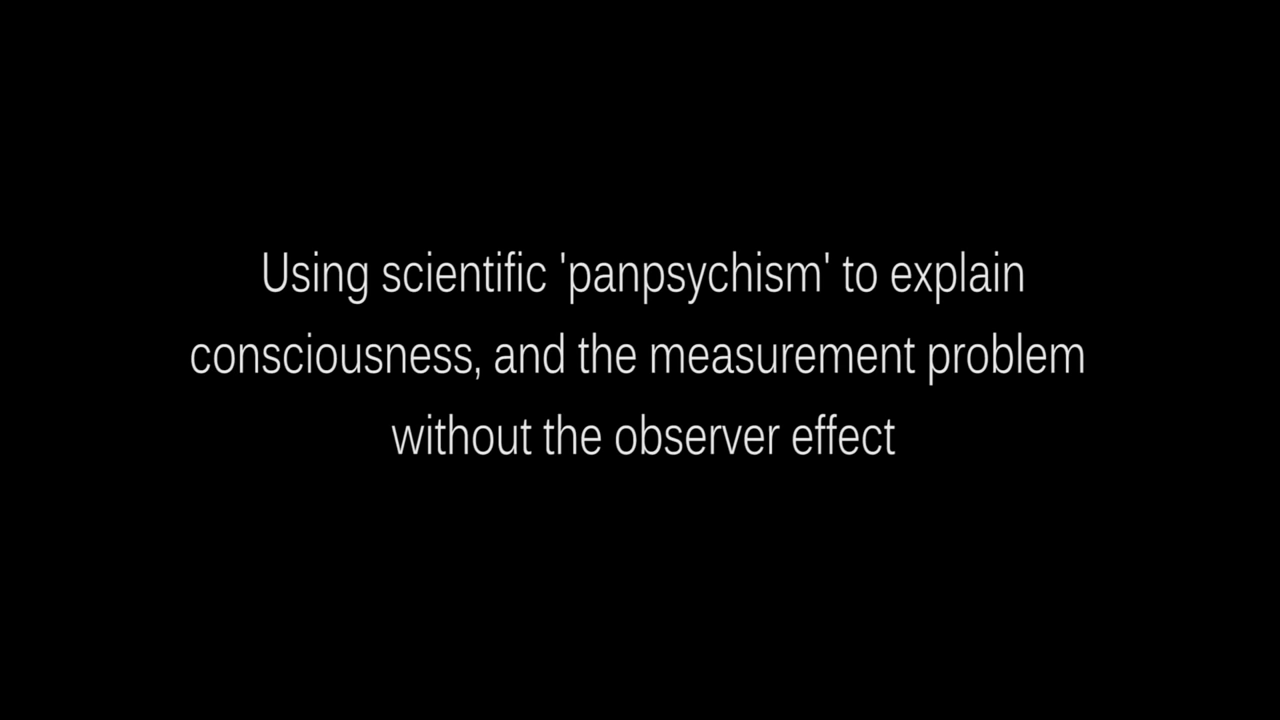 Using scientific 'panpsychism' to explain
consciousness, and the measurement problem
without the observer effect